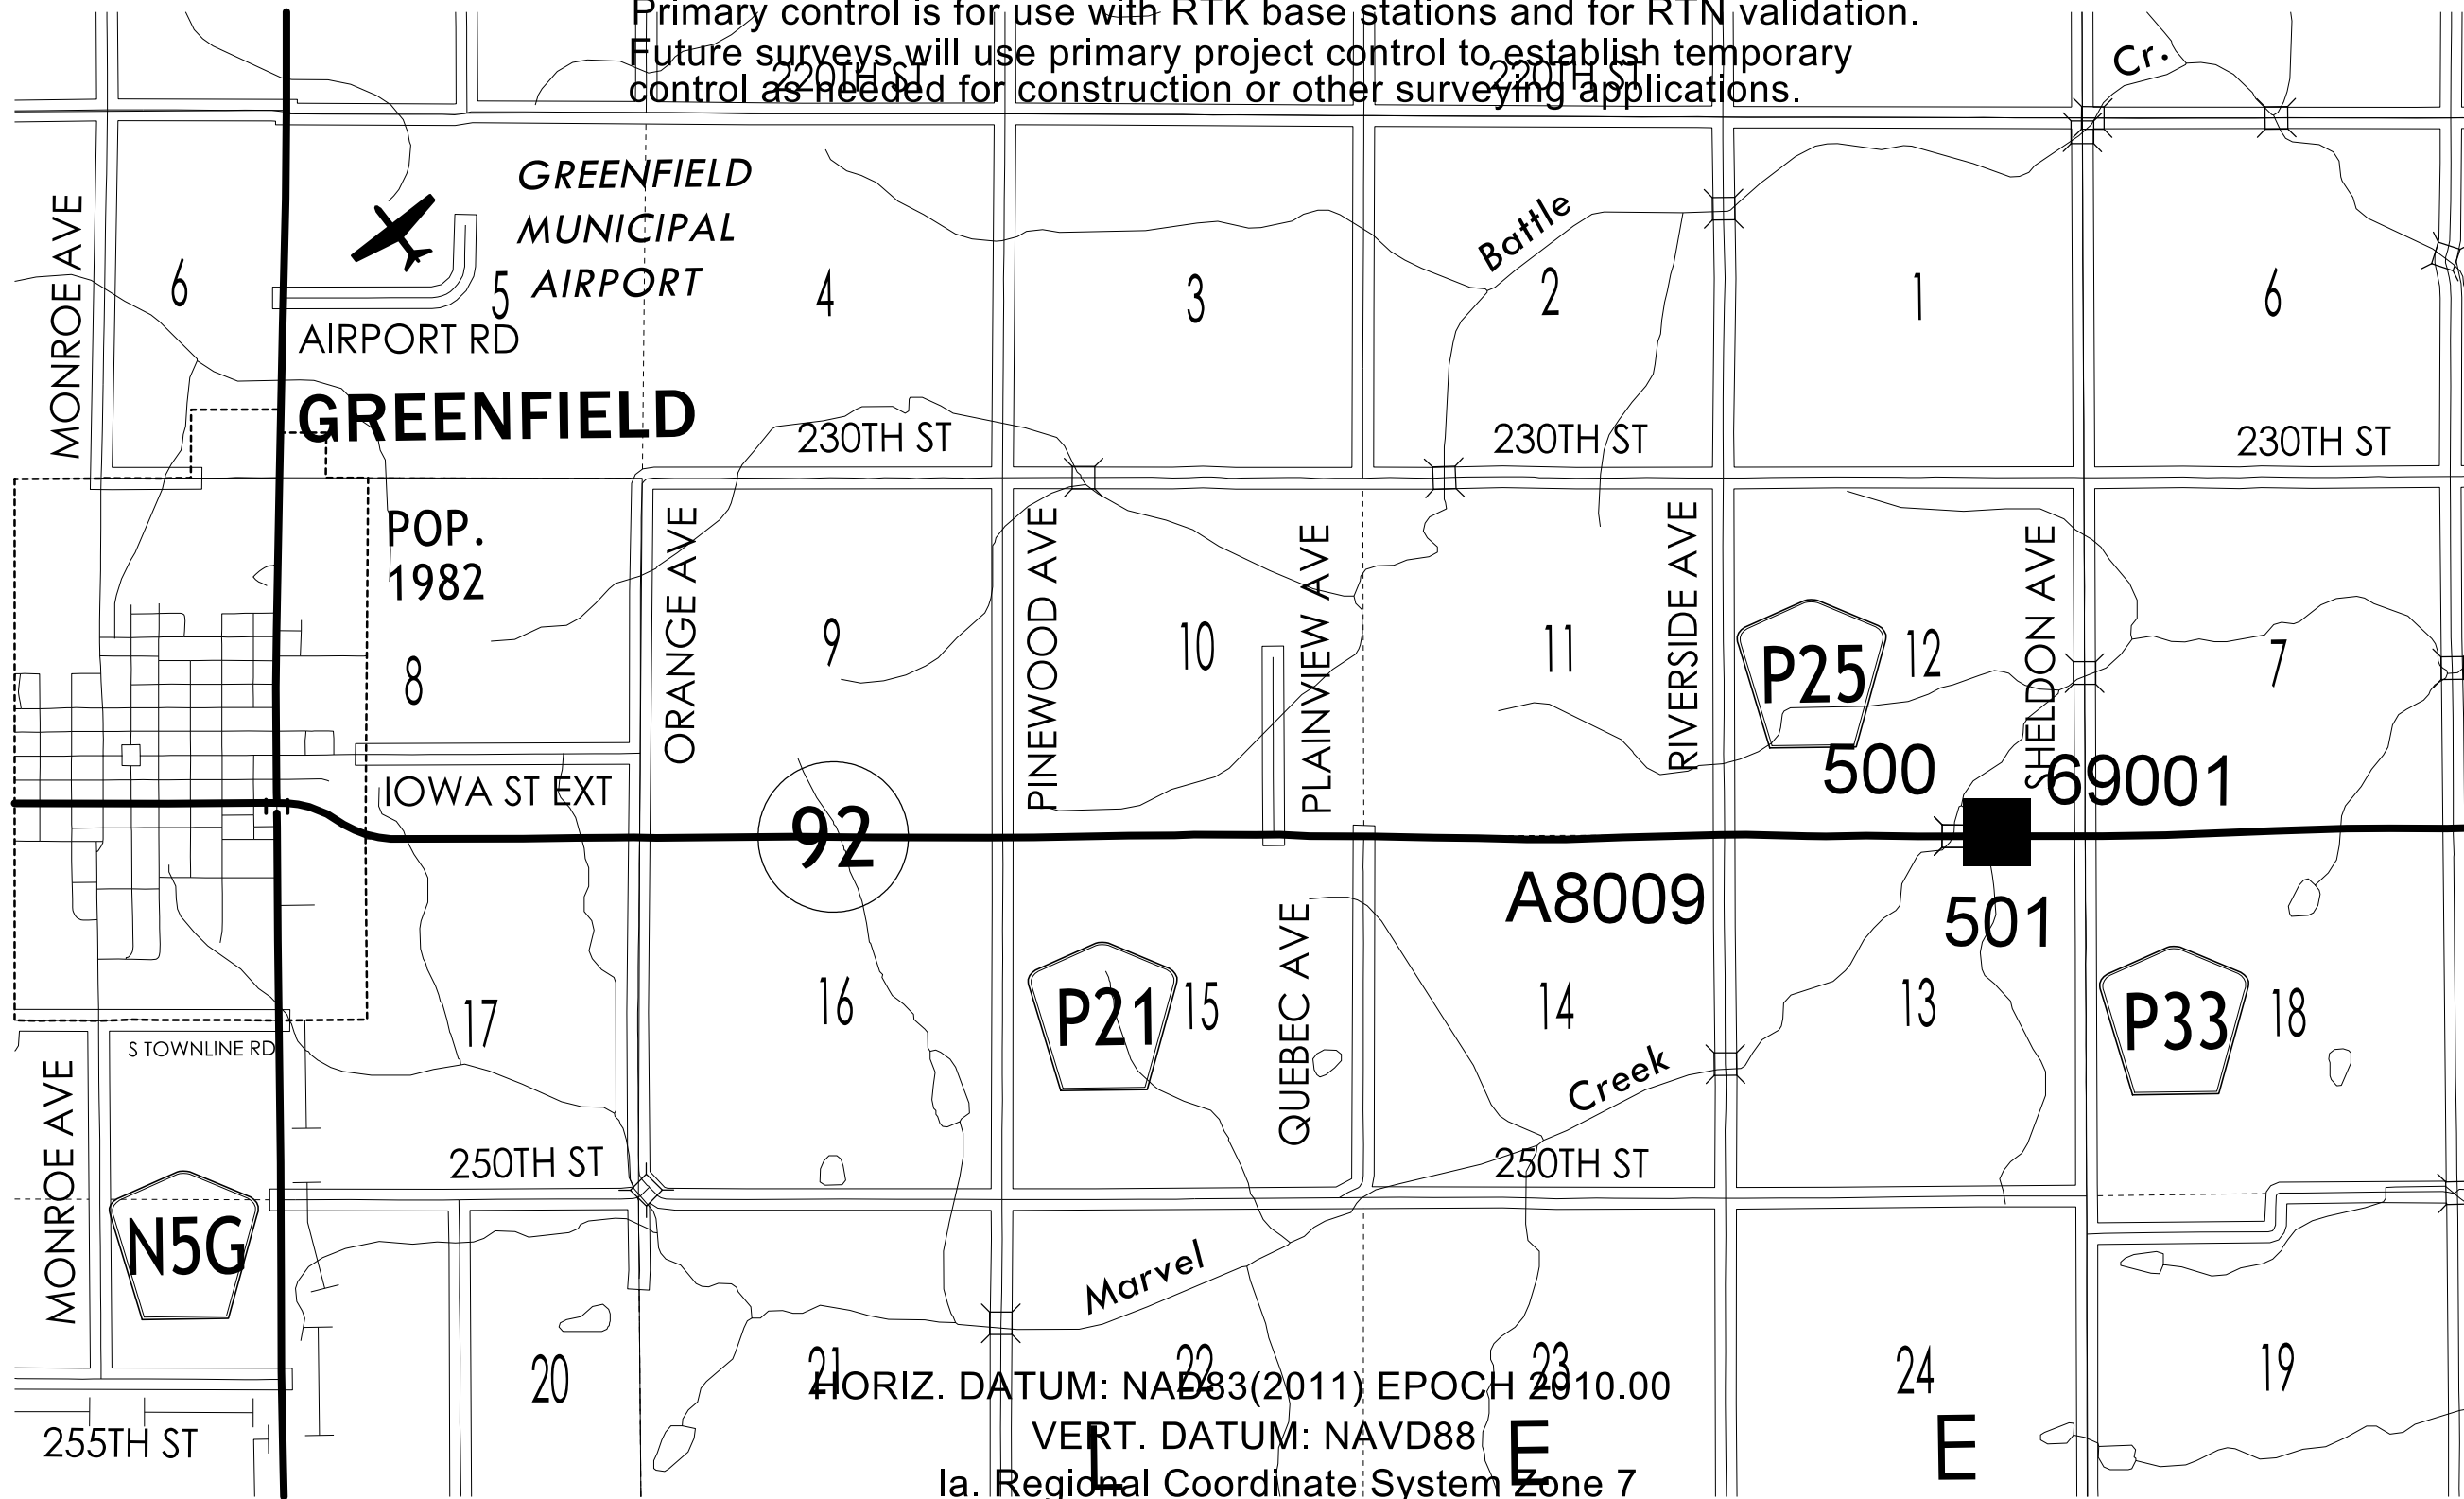 Primary control is for use with RTK base stations and for RTN validation.
Future surveys will use primary project control to establish temporary
control as needed for construction or other surveying applications.
220TH ST
220TH ST
Cr.
GREENFIELD
MUNICIPAL
AIRPORT
MONROE AVE
6
5
4
3
Battle
2
1
6
AIRPORT RD
GREENFIELD
230TH ST
230TH ST
230TH ST
POP.
1982
ORANGE AVE
PINEWOOD AVE
PLAINVIEW AVE
RIVERSIDE AVE
SHELDON AVE
8
9
10
11
P25
12
7
500
69001
IOWA ST EXT
92
A8009
501
QUEBEC AVE
17
16
P21
15
14
13
P33
18
S TOWNLINE RD
MONROE AVE
Creek
250TH ST
250TH ST
N5G
Marvel
20
21
22
23
24
19
HORIZ. DATUM: NAD83(2011) EPOCH 2010.00
VERT. DATUM: NAVD88
Ia. Regional Coordinate System Zone 7
255TH ST
L
E
E